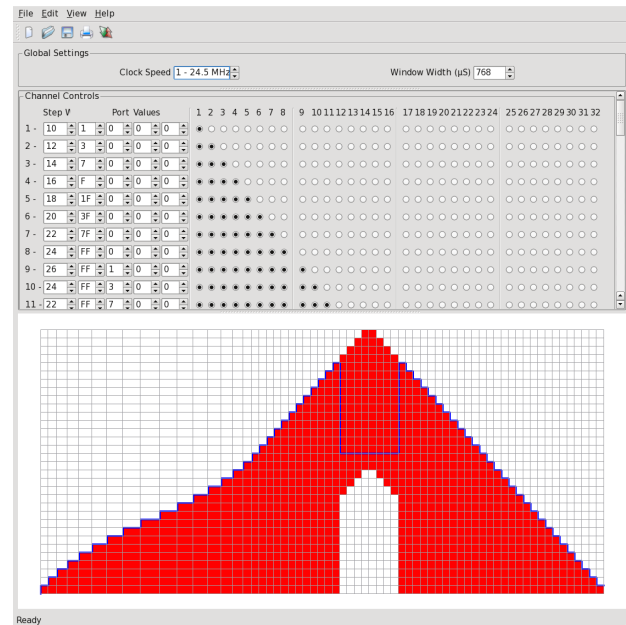 File Edit View Help
Global Settings
Clock Speed 1 - 24.5 MHz Window Width (µS) 768
Channel Controls
Step V Port Values 1 2 3 4 5 6 7 8 9 10 11 12 13 14 15 16 17 18 19 20 21 22 23 24 25 26 27 28 29 30 31 32
1 - 10 1 0 0 0
2 - 12 3 0 0 0
3 - 14 7 0 0 0
4 - 16 F 0 0 0
5 - 18 1F 0 0 0
6 - 20 3F 0 0 0
7 - 22 7F 0 0 0
8 - 24 FF 0 0 0
9 - 26 FF 1 0 0
10 - 24 FF 3 0 0
11 - 22 FF 7 0 0
Ready